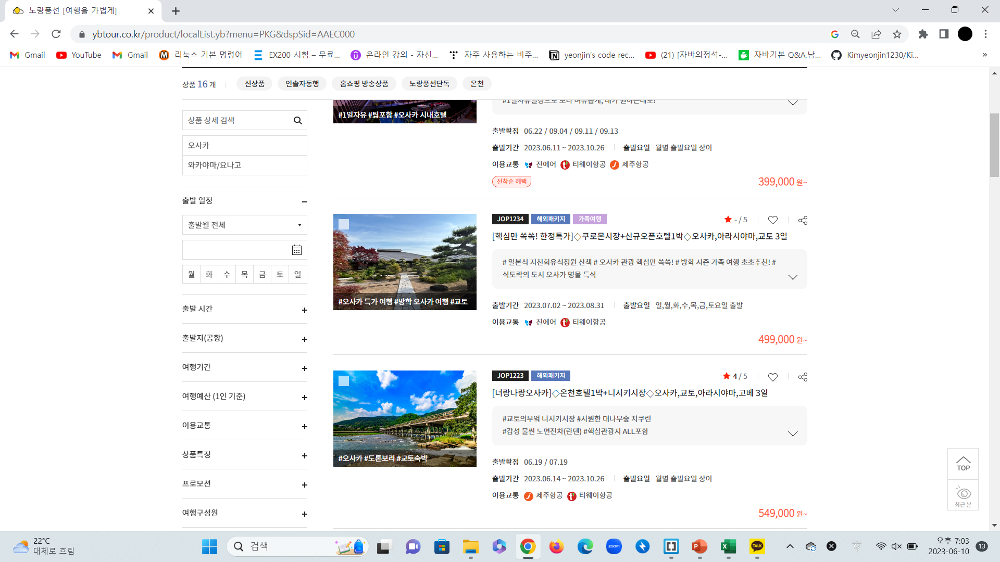 노랑풍선 [여행을 가볍게]
ybtour.co.kr/product/localList.yb?menu=PKG&dspSid=AAEC000
Gmail
YouTube
Gmail
리눅스 기본 명령어
EX200 시험 – 무료...
온라인 강의 - 자신...
자주 사용하는 비주...
yeonjin's code rec...
(21) [자바의정석-...
자바기본 Q&A,남...
Kimyeonjin1230/Ki...
»
상품 16 개
신상품
인솔자동행
홈쇼핑 방송상품
노랑풍선단독
온천
상품 상세 검색
오사카
와카야마/요나고
출발 일정
출발월 전체
월 화 수 목 금 토 일
출발 시간
출발지(공항)
여행기간
여행예산 (1인 기준)
이용교통
상품특징
프로모션
여행구성원
#1일자유 #팁포함 #오사카 시내호텔
#1일자유일정으로 보다 여유롭게, 내가 원하는대로!
출발확정 06.22 / 09.04 / 09.11 / 09.13
출발기간 2023.06.11 ~ 2023.10.26 출발요일 월별 출발요일 상이
이용교통 진에어 티웨이항공 제주항공
선착순 혜택
399,000 원~
#오사카 특가 여행 #방학 오사카 여행 #교토
JOP1234 해외패키지 가족여행
★ - / 5
[핵심만 쏙쏙! 한정특가]◇쿠로몬시장+신규오픈호텔1박◇오사카,아라시야마,교토 3일
# 일본식 지천회유식정원 산책 # 오사카 관광 핵심만 쏙쏙! # 방학 시즌 가족 여행 초초추천! #
식도락의 도시 오사카 명물 특식
출발기간 2023.07.02 ~ 2023.08.31 출발요일 일,월,화,수,목,금,토요일 출발
이용교통 진에어 티웨이항공
499,000 원~
#오사카 #도톤보리 #교토숙박
JOP1223 해외패키지
★ 4 / 5
[너랑나랑오사카]◇온천호텔1박+니시키시장◇오사카,교토,아라시야마,고베 3일
#교토의부엌 니시키시장 #시원한 대나무숲 치쿠린
#감성 물씬 노면전차(란덴) #핵심관광지 ALL포함
출발확정 06.19 / 07.19
출발기간 2023.06.14 ~ 2023.10.26 출발요일 월별 출발요일 상이
이용교통 제주항공 티웨이항공
549,000 원~
TOP
최근 본
22°C
대체로 흐림
검색
zoom
TALK
오후 7:03
2023-06-10
13